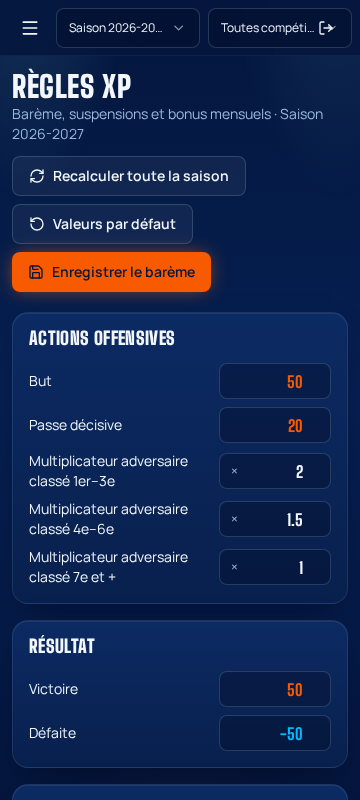 Saison 2026-20...
Toutes compéti...
RÈGLES XP
Barème, suspensions et bonus mensuels · Saison
2026-2027
Recalculer toute la saison
Valeurs par défaut
Enregistrer le barème
ACTIONS OFFENSIVES
But 50
Passe décisive 20
Multiplicateur adversaire
classé 1er–3e × 2
Multiplicateur adversaire
classé 4e–6e × 1.5
Multiplicateur adversaire
classé 7e et + × 1
RÉSULTAT
Victoire 50
Défaite -50